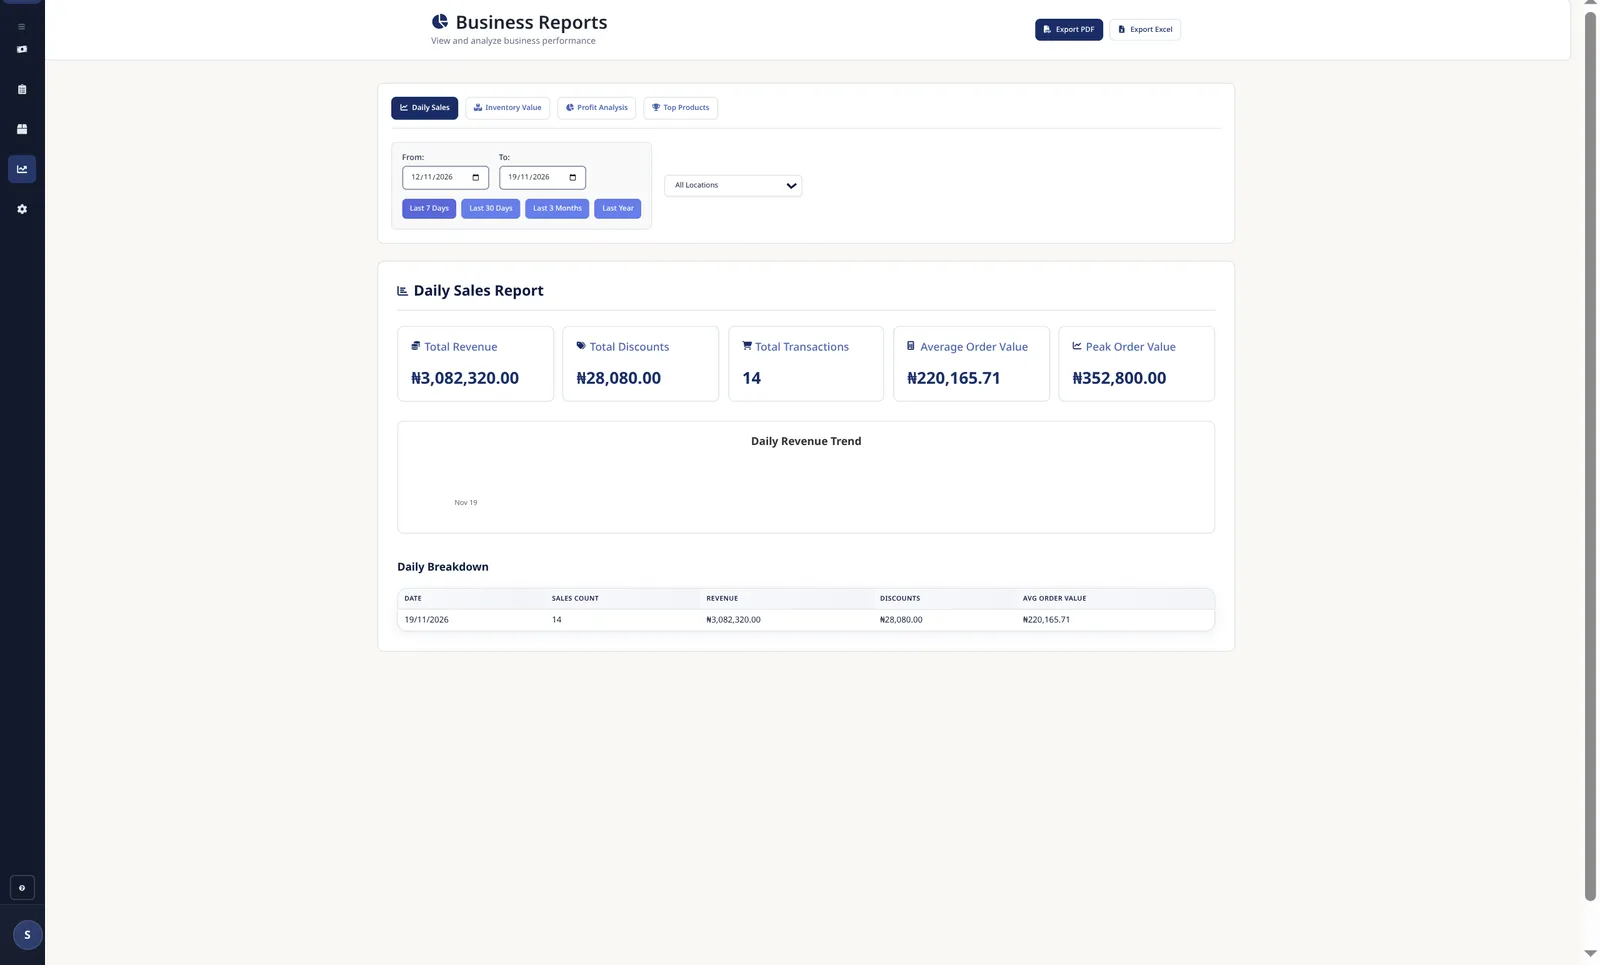 Business Reports
View and analyze business performance
Export PDF
Export Excel
Daily Sales
Inventory Value
Profit Analysis
Top Products
From:
To:
12/11/2026
19/11/2026
All Locations
Last 7 Days
Last 30 Days
Last 3 Months
Last Year
Daily Sales Report
Total Revenue
₦3,082,320.00
Total Discounts
₦28,080.00
Total Transactions
14
Average Order Value
₦220,165.71
Peak Order Value
₦352,800.00
Daily Revenue Trend
Nov 19
Daily Breakdown
DATE SALES COUNT REVENUE DISCOUNTS AVG ORDER VALUE
19/11/2026 14 ₦3,082,320.00 ₦28,080.00 ₦220,165.71
S